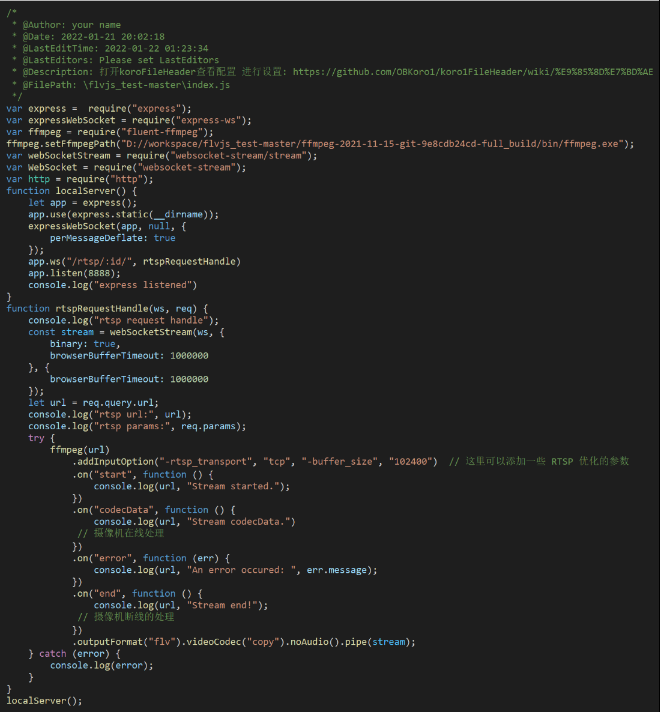 /*
 * @Author: your name
 * @Date: 2022-01-21 20:02:18
 * @LastEditTime: 2022-01-22 01:23:34
 * @LastEditors: Please set LastEditors
 * @Description: 打开koroFileHeader查看配置 进行设置: https://github.com/OBKoro1/koro1FileHeader/wiki/%E9%85%8D%E7%BD%AE
 * @FilePath: \flvjs_test-master\index.js
 */
var express =  require("express");
var expressWebSocket = require("express-ws");
var ffmpeg = require("fluent-ffmpeg");
ffmpeg.setFfmpegPath("D://workspace/flvjs_test-master/ffmpeg-2021-11-15-git-9e8cdb24cd-full_build/bin/ffmpeg.exe");
var webSocketStream = require("websocket-stream/stream");
var WebSocket = require("websocket-stream");
var http = require("http");
function localServer() {
    let app = express();
    app.use(express.static(__dirname));
    expressWebSocket(app, null, {
        perMessageDeflate: true
    });
    app.ws("/rtsp/:id/", rtspRequestHandle)
    app.listen(8888);
    console.log("express listened")
}
function rtspRequestHandle(ws, req) {
    console.log("rtsp request handle");
    const stream = webSocketStream(ws, {
        binary: true,
        browserBufferTimeout: 1000000
    }, {
        browserBufferTimeout: 1000000
    });
    let url = req.query.url;
    console.log("rtsp url:", url);
    console.log("rtsp params:", req.params);
    try {
        ffmpeg(url)
            .addInputOption("-rtsp_transport", "tcp", "-buffer_size", "102400")  // 这里可以添加一些 RTSP 优化的参数
            .on("start", function () {
                console.log(url, "Stream started.");
            })
            .on("codecData", function () {
                console.log(url, "Stream codecData.")
             // 摄像机在线处理
            })
            .on("error", function (err) {
                console.log(url, "An error occured: ", err.message);
            })
            .on("end", function () {
                console.log(url, "Stream end!");
             // 摄像机断线的处理
            })
            .outputFormat("flv").videoCodec("copy").noAudio().pipe(stream);
    } catch (error) {
        console.log(error);
    }
}
localServer();